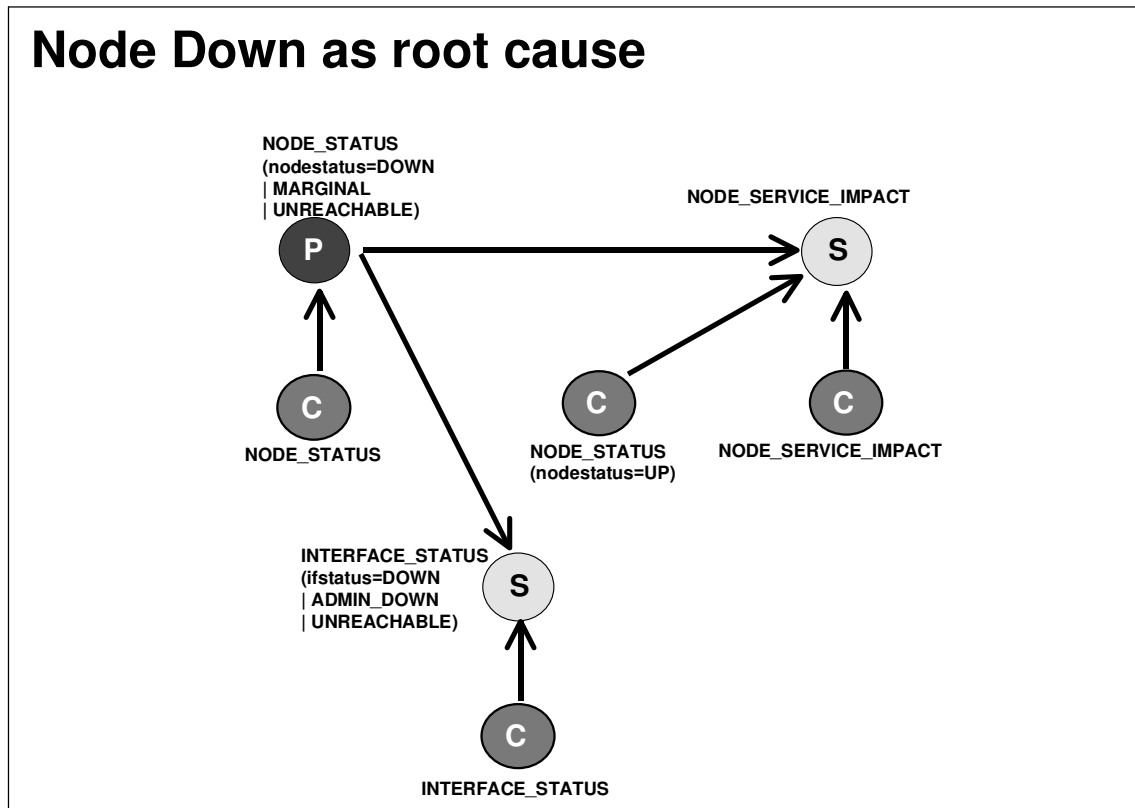 Node Down as root cause
NODE_STATUS
(nodestatus=DOWN
| MARGINAL
| UNREACHABLE)
NODE_SERVICE_IMPACT
P
S
C
C
C
NODE_STATUS
NODE_STATUS
(nodestatus=UP)
NODE_SERVICE_IMPACT
INTERFACE_STATUS
(ifstatus=DOWN
| ADMIN_DOWN
| UNREACHABLE)
S
C
INTERFACE_STATUS